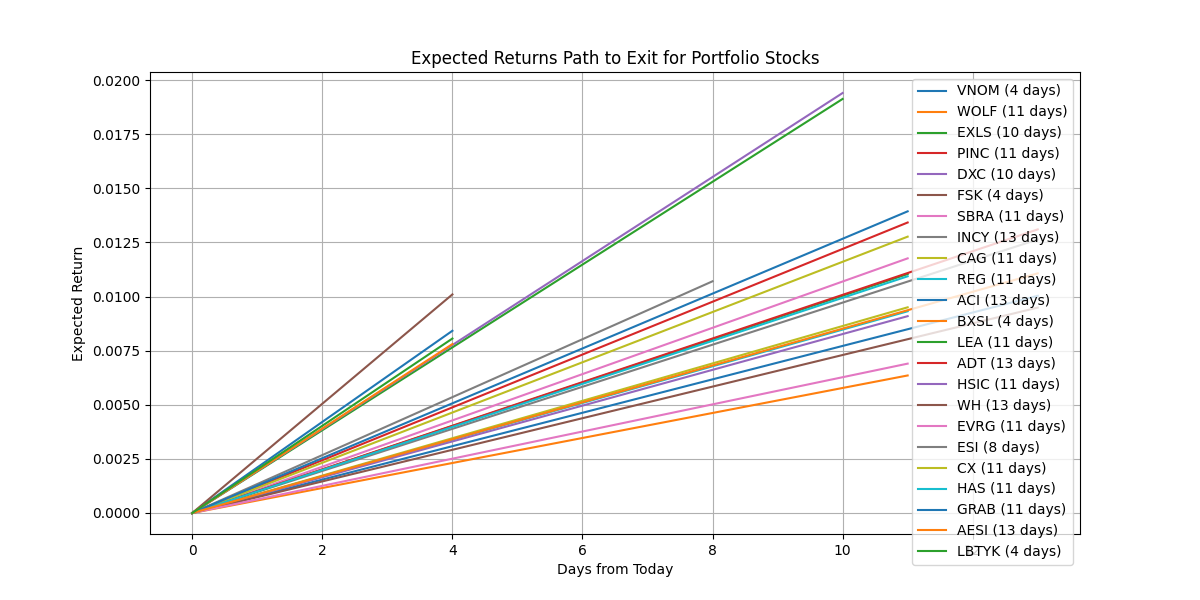 Expected Returns Path to Exit for Portfolio Stocks
Expected Return
0.0200
0.0175
0.0150
0.0125
0.0100
0.0075
0.0050
0.0025
0.0000
0 2 4 6 8 10
Days from Today
VNOM (4 days)
WOLF (11 days)
EXLS (10 days)
PINC (11 days)
DXC (10 days)
FSK (4 days)
SBRA (11 days)
INCY (13 days)
CAG (11 days)
REG (11 days)
ACI (13 days)
BXSL (4 days)
LEA (11 days)
ADT (13 days)
HSIC (11 days)
WH (13 days)
EVRG (11 days)
ESI (8 days)
CX (11 days)
HAS (11 days)
GRAB (11 days)
AESI (13 days)
LBTYK (4 days)